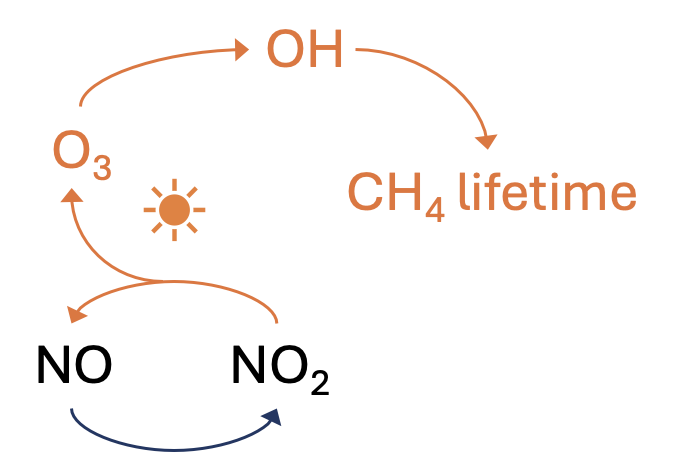 OH
O₃
CH₄ lifetime
NO NO₂